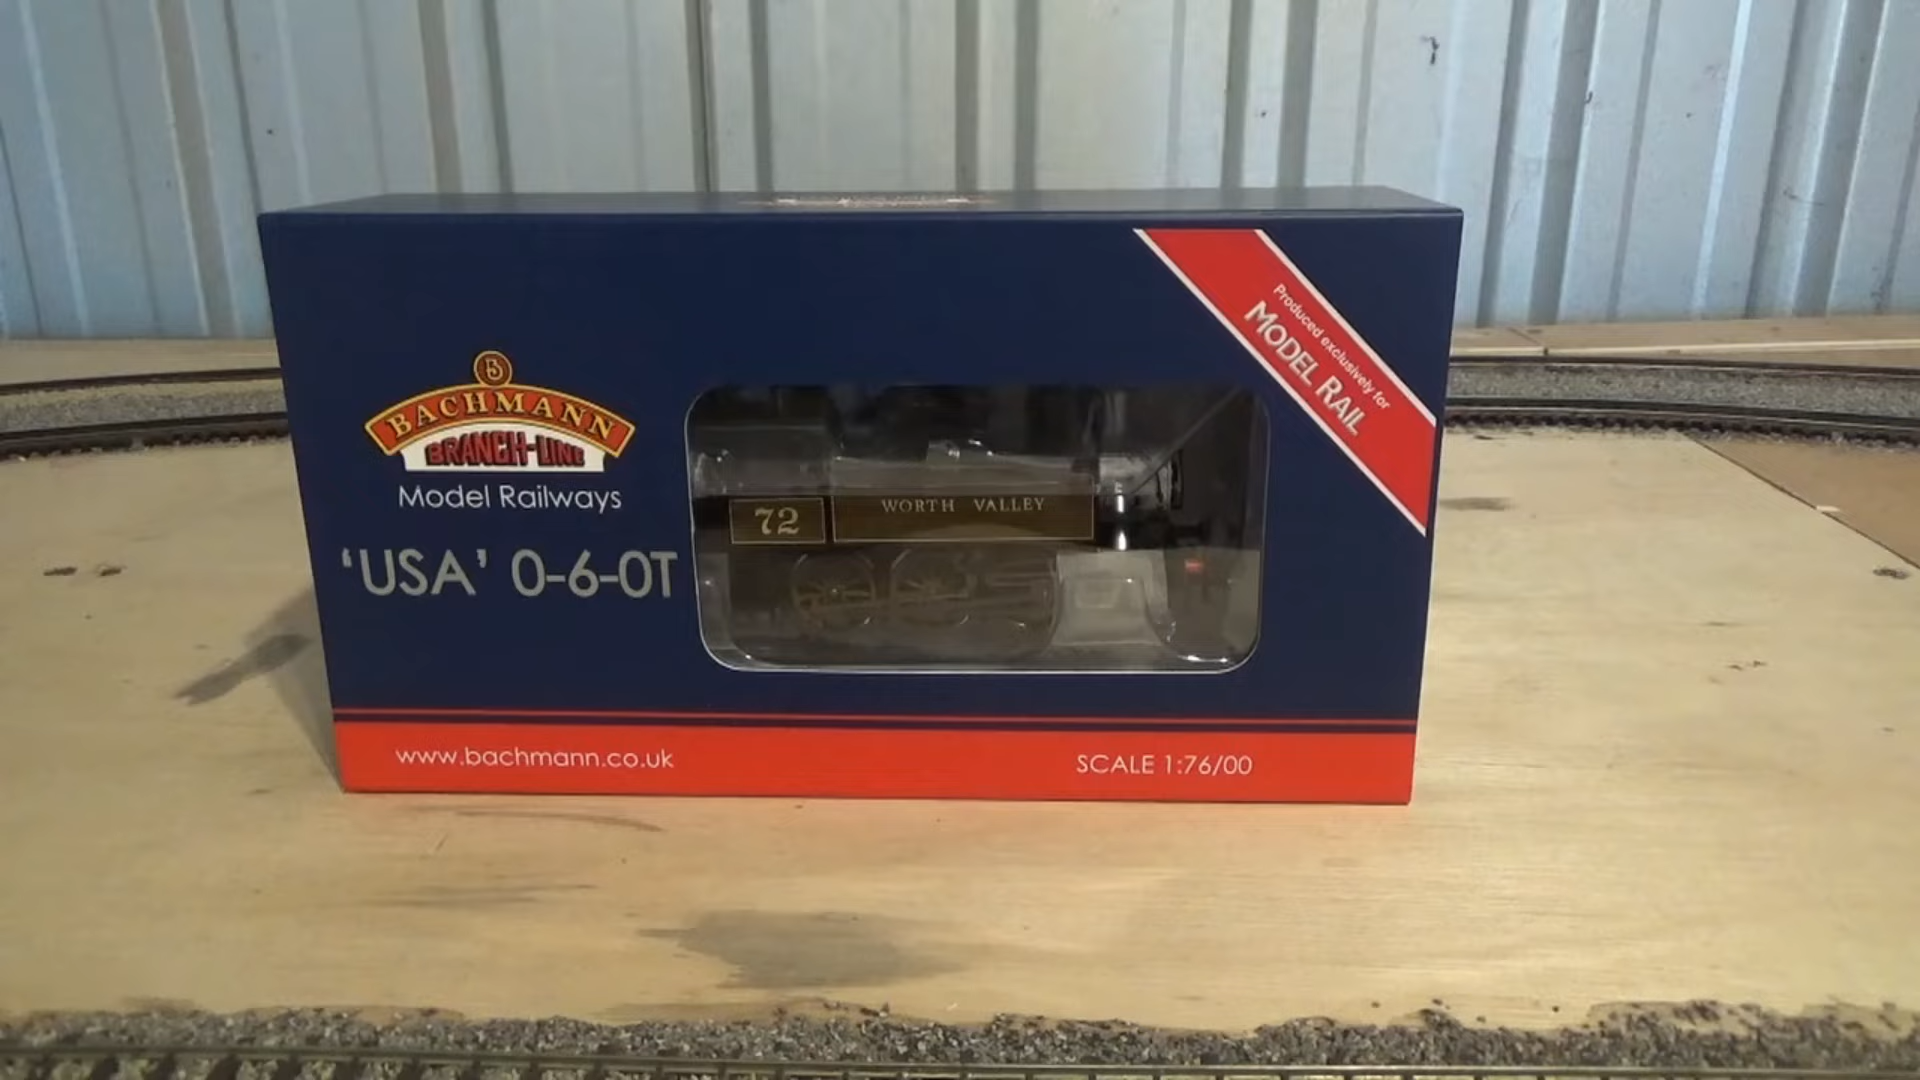 Produced exclusively for
MODEL RAIL
B
BACHMANN
BRANCH-LINE
Model Railways
'USA' 0-6-0T
72
WORTH VALLEY
www.bachmann.co.uk
SCALE 1:76/00